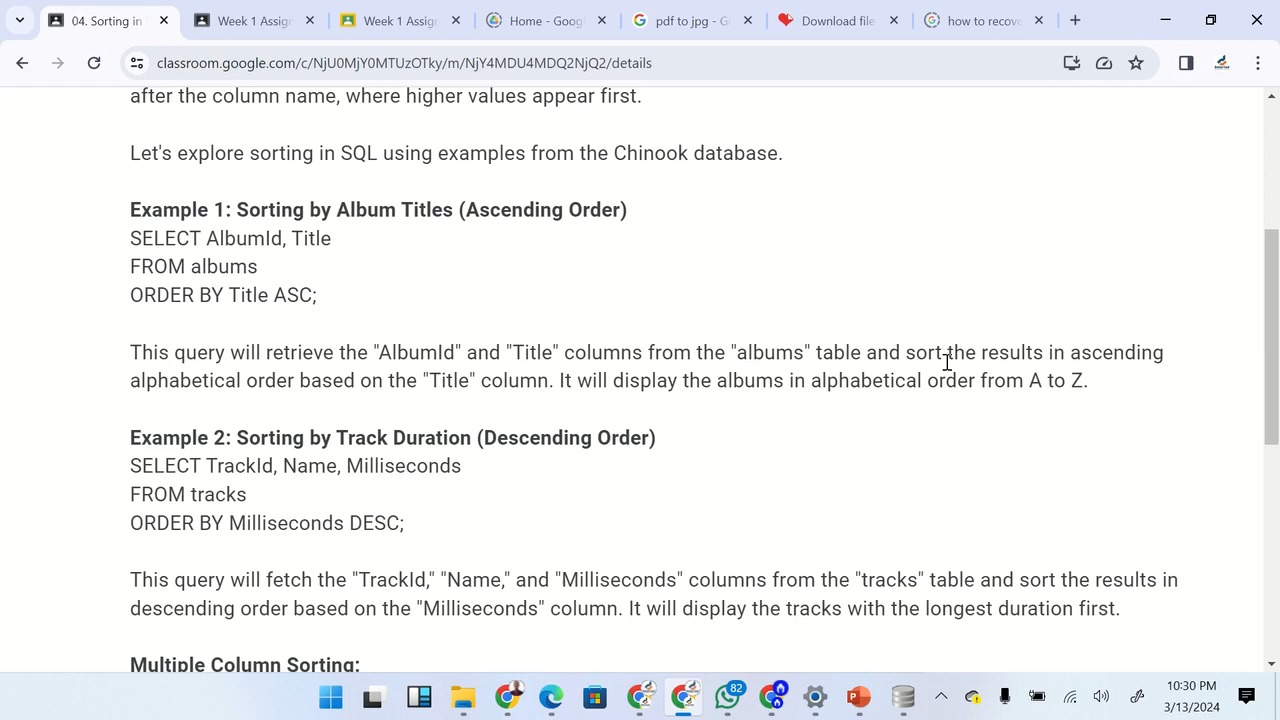 04. Sorting in
Week 1 Assign
Week 1 Assign
Home - Goog
pdf to jpg - G
Download file
how to recove
classroom.google.com/c/NjU0MjY0MTUzOTky/m/NjY4MDU4MDQ2NjQ2/details
after the column name, where higher values appear first.
Let's explore sorting in SQL using examples from the Chinook database.
Example 1: Sorting by Album Titles (Ascending Order)
SELECT AlbumId, Title
FROM albums
ORDER BY Title ASC;
This query will retrieve the "AlbumId" and "Title" columns from the "albums" table and sort the results in ascending
alphabetical order based on the "Title" column. It will display the albums in alphabetical order from A to Z.
Example 2: Sorting by Track Duration (Descending Order)
SELECT TrackId, Name, Milliseconds
FROM tracks
ORDER BY Milliseconds DESC;
This query will fetch the "TrackId," "Name," and "Milliseconds" columns from the "tracks" table and sort the results in
descending order based on the "Milliseconds" column. It will display the tracks with the longest duration first.
Multiple Column Sorting:
82
10:30 PM
3/13/2024